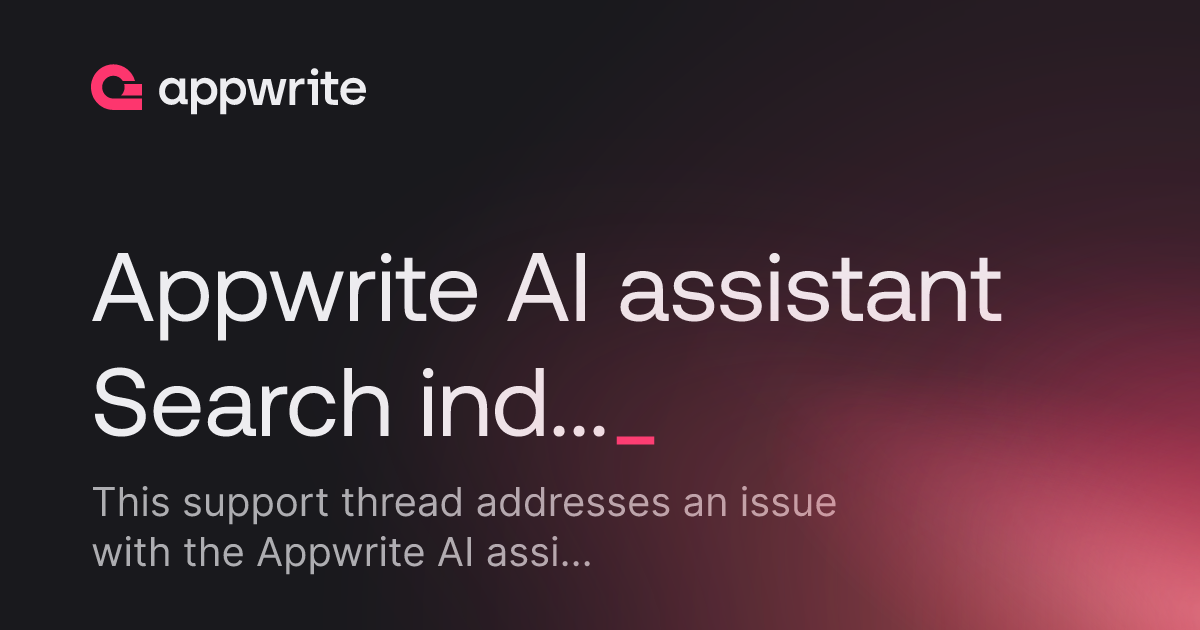 appwrite
Appwrite AI assistant
Search ind..._
This support thread addresses an issue
with the Appwrite AI assi...